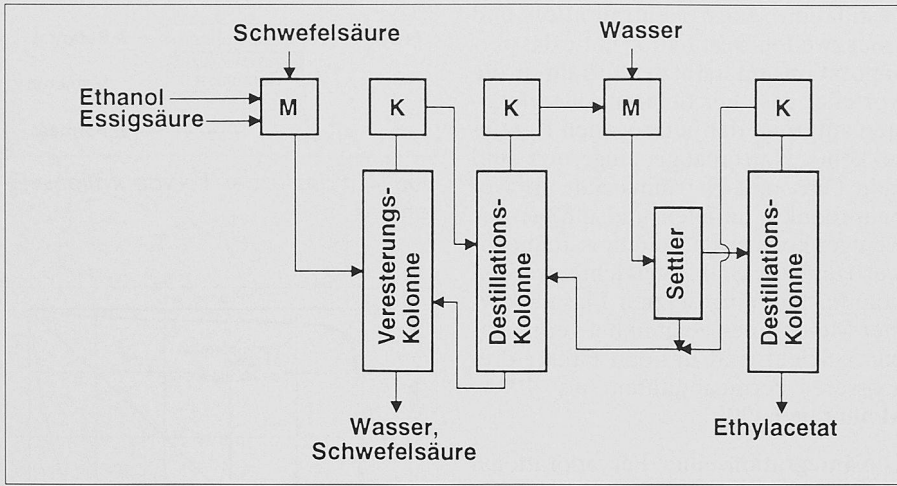 Schwefelsäure
Wasser
Ethanol
Essigsäure
M
K
K
M
K
Veresterungs-
Kolonne
Destillations-
Kolonne
Settler
Destillations-
Kolonne
Wasser,
Schwefelsäure
Ethylacetat